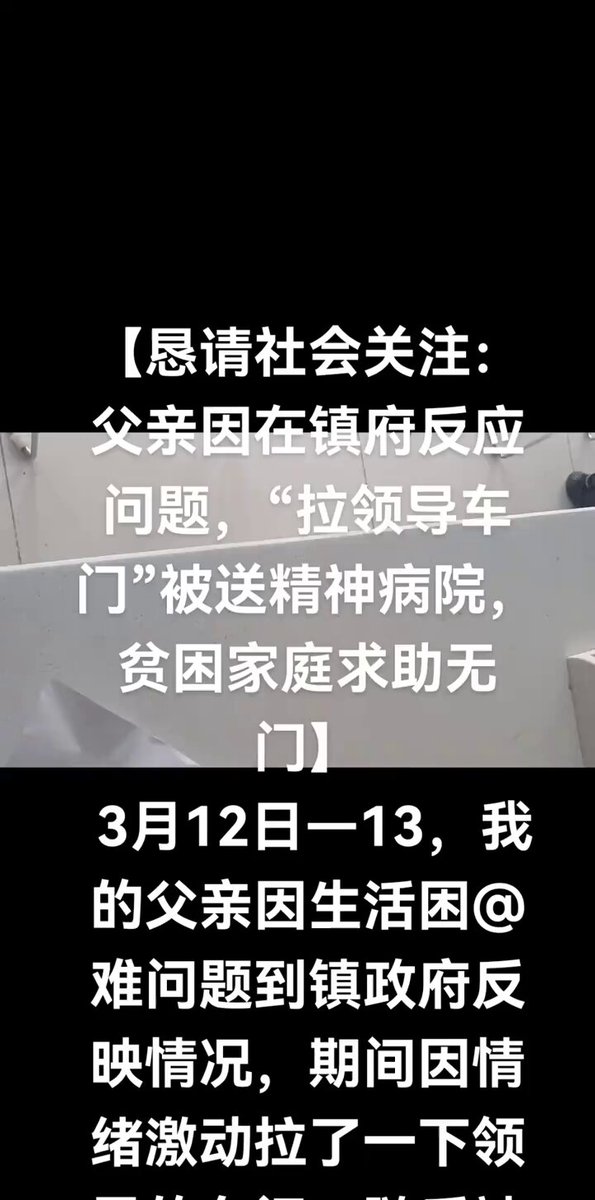 【恳请社会关注：
父亲因在镇府反应
问题，“拉领导车
门”被送精神病院，
贫困家庭求助无
门】
3月12日一13，我
的父亲因生活困@
难问题到镇政府反
映情况，期间因情
绪激动拉了一下领